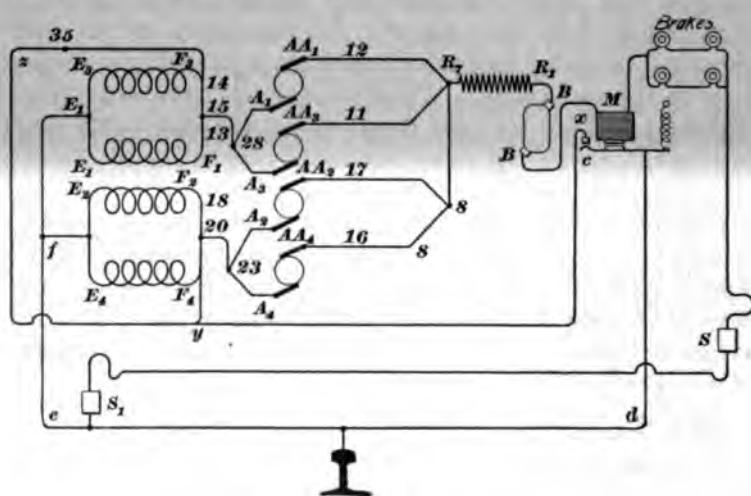 Brakes
35
z
E₃
F₃
14
E₁
15
13
E₁
F₁
AA₁
12
A₁
28
AA₃
11
A₃
R₇
R₁
B
B
M
x
c
E₂
F₂
18
AA₂
17
A₂
8
f
20
AA₄
16
8
23
E₄
F₄
A₄
y
S
S₁
e
d